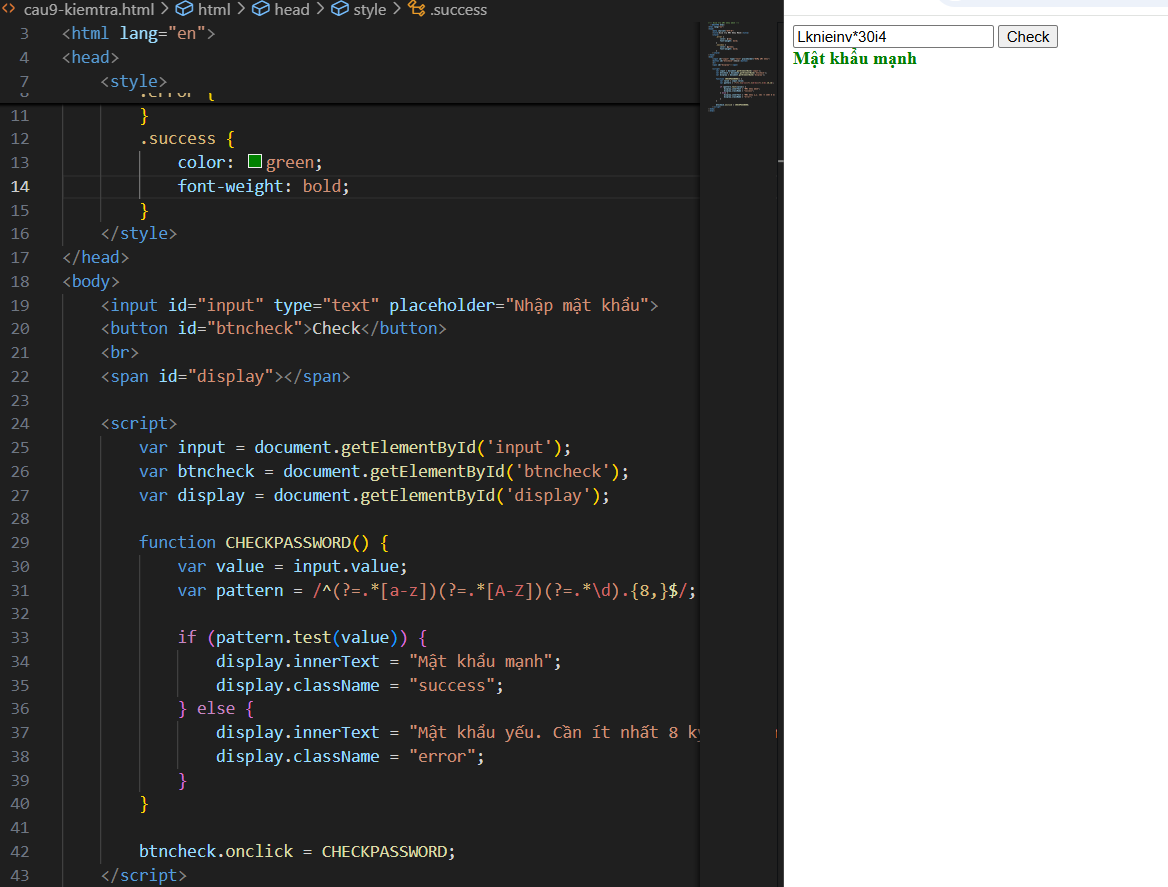 cau9-kiemtra.html > html > head > style > .success
3 <html lang="en">
4 <head>
7 <style>
8 .error {
11 }
12 .success {
13 color: green;
14 font-weight: bold;
15 }
16 </style>
17 </head>
18 <body>
19 <input id="input" type="text" placeholder="Nhập mật khẩu">
20 <button id="btncheck">Check</button>
21 <br>
22 <span id="display"></span>
23
24 <script>
25 var input = document.getElementById('input');
26 var btncheck = document.getElementById('btncheck');
27 var display = document.getElementById('display');
28
29 function CHECKPASSWORD() {
30 var value = input.value;
31 var pattern = /^(?=.*[a-z])(?=.*[A-Z])(?=.*\d).{8,}$/;
32
33 if (pattern.test(value)) {
34 display.innerText = "Mật khẩu mạnh";
35 display.className = "success";
36 } else {
37 display.innerText = "Mật khẩu yếu. Cần ít nhất 8
38 display.className = "error";
39 }
40 }
41
42 btncheck.onclick = CHECKPASSWORD;
43 </script>
Lknieinv*30i4 Check
Mật khẩu mạnh